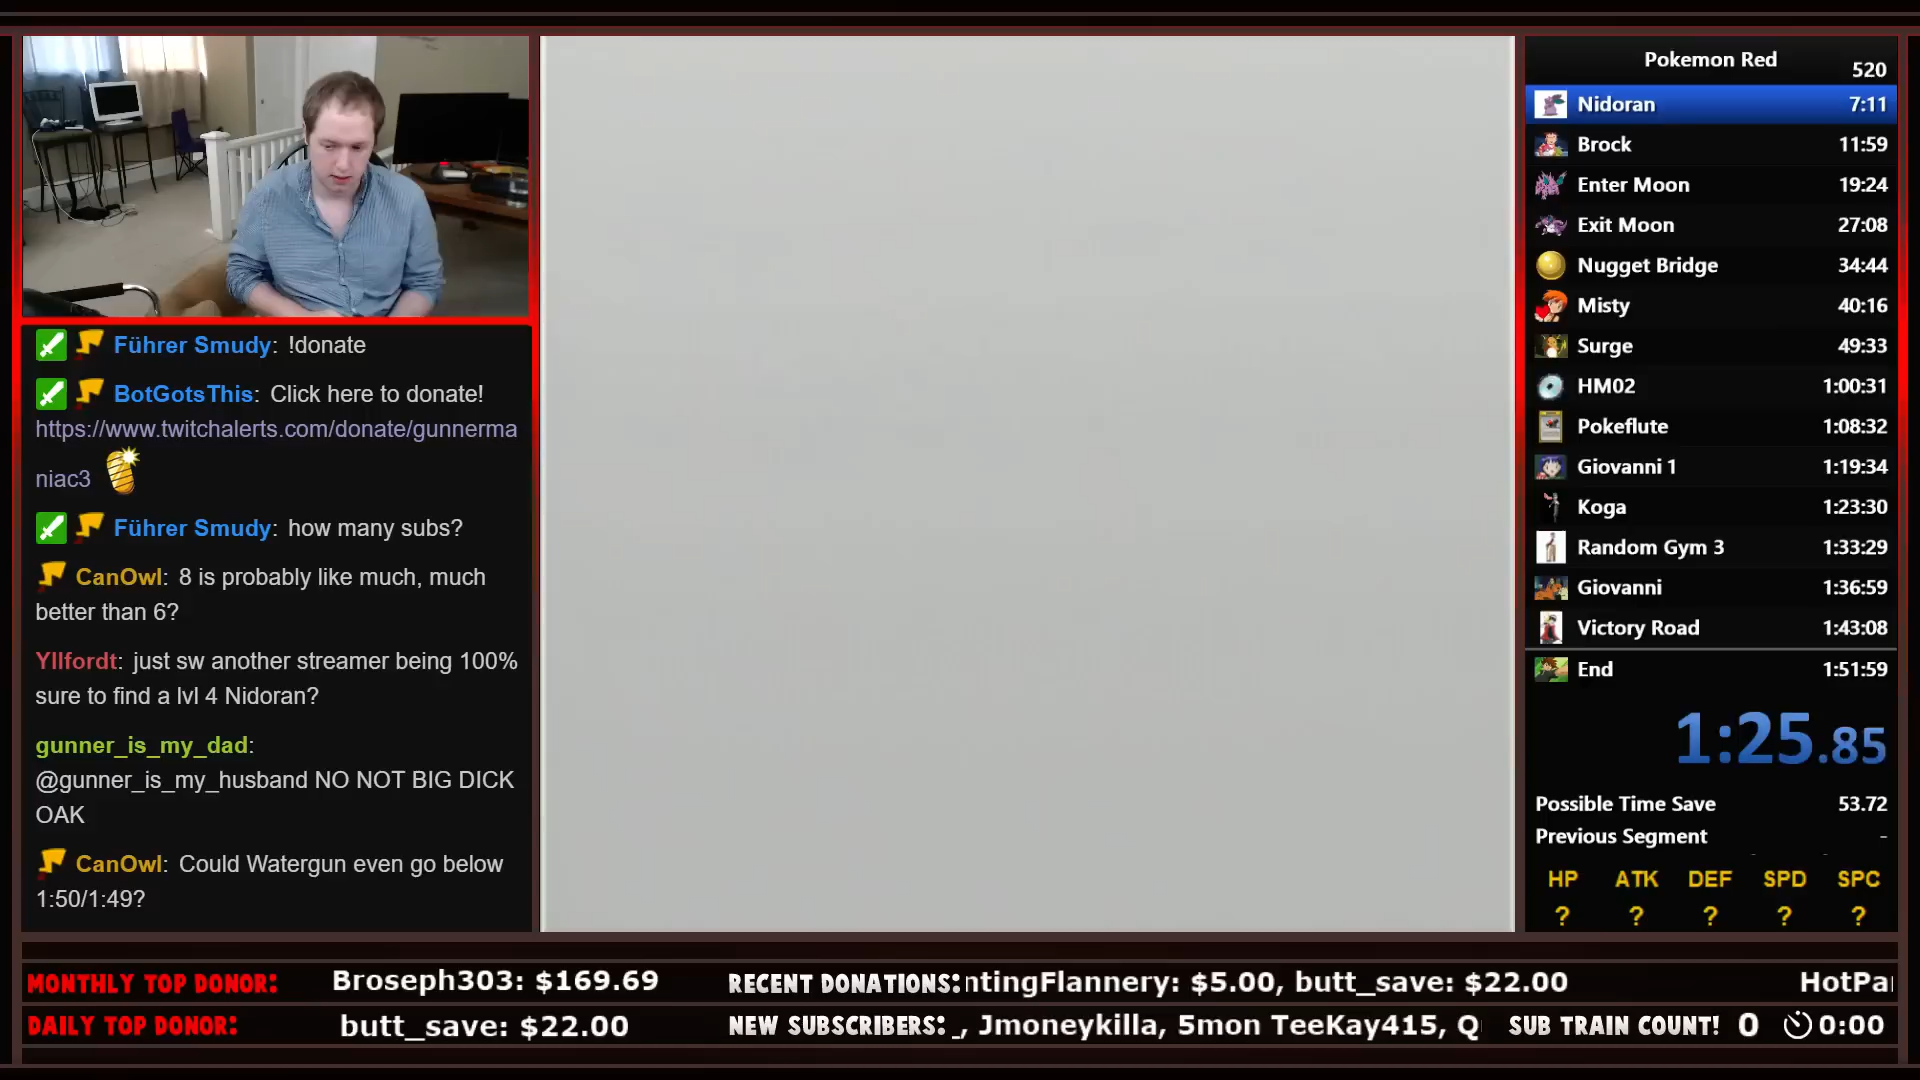 Führer Smudy: !donate
BotGotsThis: Click here to donate!
https://www.twitchalerts.com/donate/gunnerma
niac3
Führer Smudy: how many subs?
CanOwl: 8 is probably like much, much
better than 6?
Yllfordt: just sw another streamer being 100%
sure to find a lvl 4 Nidoran?
gunner_is_my_dad:
@gunner_is_my_husband NO NOT BIG DICK
OAK
CanOwl: Could Watergun even go below
1:50/1:49?
Pokemon Red 520
Nidoran 7:11
Brock 11:59
Enter Moon 19:24
Exit Moon 27:08
Nugget Bridge 34:44
Misty 40:16
Surge 49:33
HM02 1:00:31
Pokeflute 1:08:32
Giovanni 1 1:19:34
Koga 1:23:30
Random Gym 3 1:33:29
Giovanni 1:36:59
Victory Road 1:43:08
End 1:51:59
1:25.85
Possible Time Save 53.72
Previous Segment -
HP ATK DEF SPD SPC
? ? ? ? ?
MONTHLY TOP DONOR: Broseph303: $169.69 RECENT DONATIONS: ntingFlannery: $5.00, butt_save: $22.00 HotPa
DAILY TOP DONOR: butt_save: $22.00 NEW SUBSCRIBERS: _, Jmoneykilla, 5mon TeeKay415, Q SUB TRAIN COUNT! 0 0:00